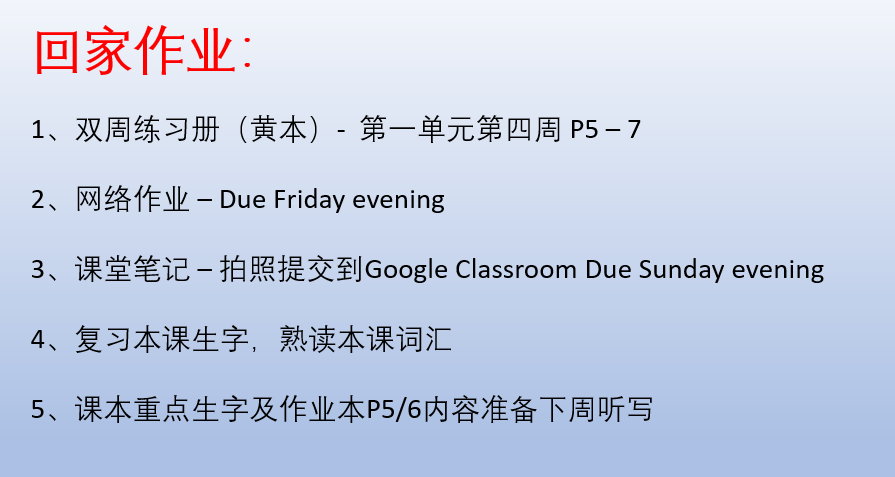 回家作业：
1、双周练习册（黄本）- 第一单元第四周 P5 – 7
2、网络作业 – Due Friday evening
3、课堂笔记 – 拍照提交到Google Classroom Due Sunday evening
4、复习本课生字，熟读本课词汇
5、课本重点生字及作业本P5/6内容准备下周听写